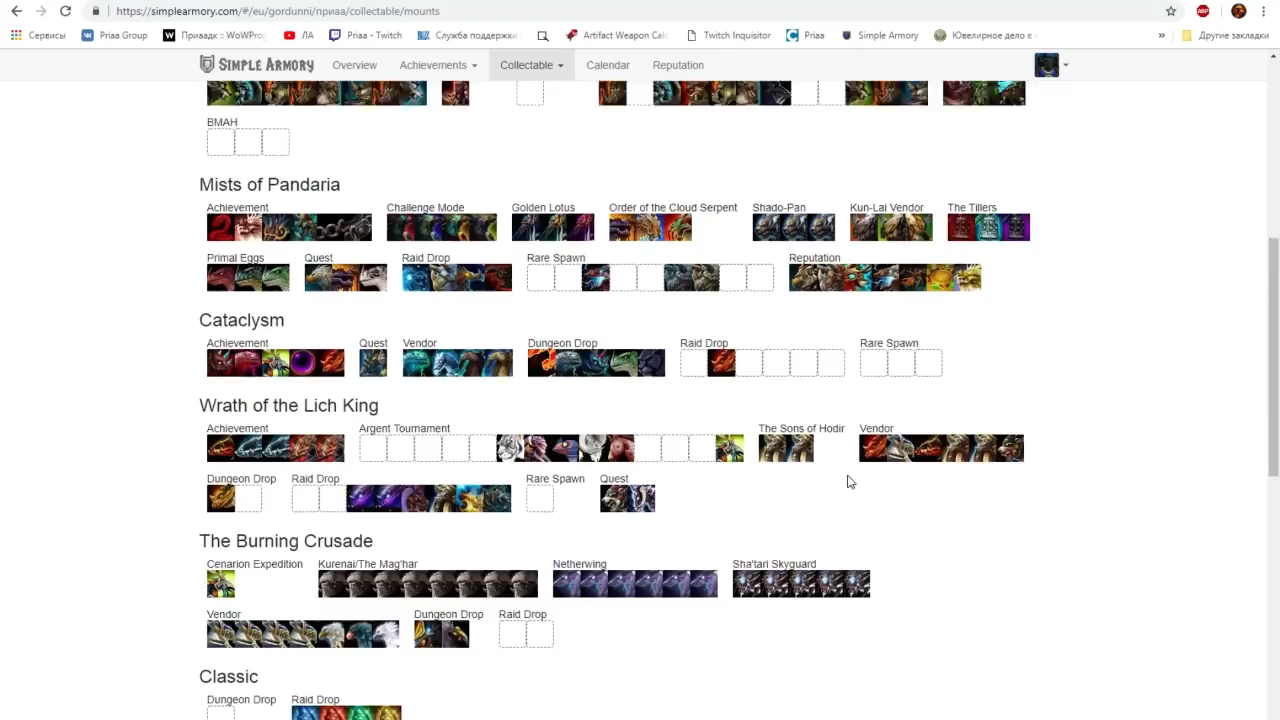 https://simplearmory.com/#/eu/gordunni/приаа/collectable/mounts
ABP
Сервисы Priaa Group Приаадк :: WoWProg ЛА Priaa - Twitch Служба поддержки Artifact Weapon Calc Twitch Inquisitor Priaa Simple Armory Ювелирное дело в » Другие закладки
SIMPLE ARMORY Overview Achievements Collectable Calendar Reputation
BMAH
Mists of Pandaria
Achievement Challenge Mode Golden Lotus Order of the Cloud Serpent Shado-Pan Kun-Lai Vendor The Tillers
Primal Eggs Quest Raid Drop Rare Spawn Reputation
Cataclysm
Achievement Quest Vendor Dungeon Drop Raid Drop Rare Spawn
Wrath of the Lich King
Achievement Argent Tournament The Sons of Hodir Vendor
Dungeon Drop Raid Drop Rare Spawn Quest
The Burning Crusade
Cenarion Expedition Kurenai/The Mag'har Netherwing Sha'tari Skyguard
Vendor Dungeon Drop Raid Drop
Classic
Dungeon Drop Raid Drop